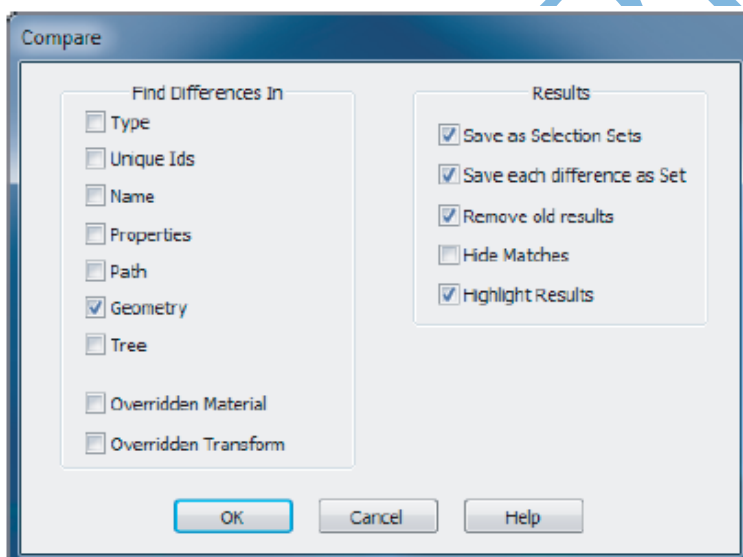 Compare
Find Differences In
Type
Unique Ids
Name
Properties
Path
Geometry
Tree
Overridden Material
Overridden Transform
Results
Save as Selection Sets
Save each difference as Set
Remove old results
Hide Matches
Highlight Results
OK
Cancel
Help